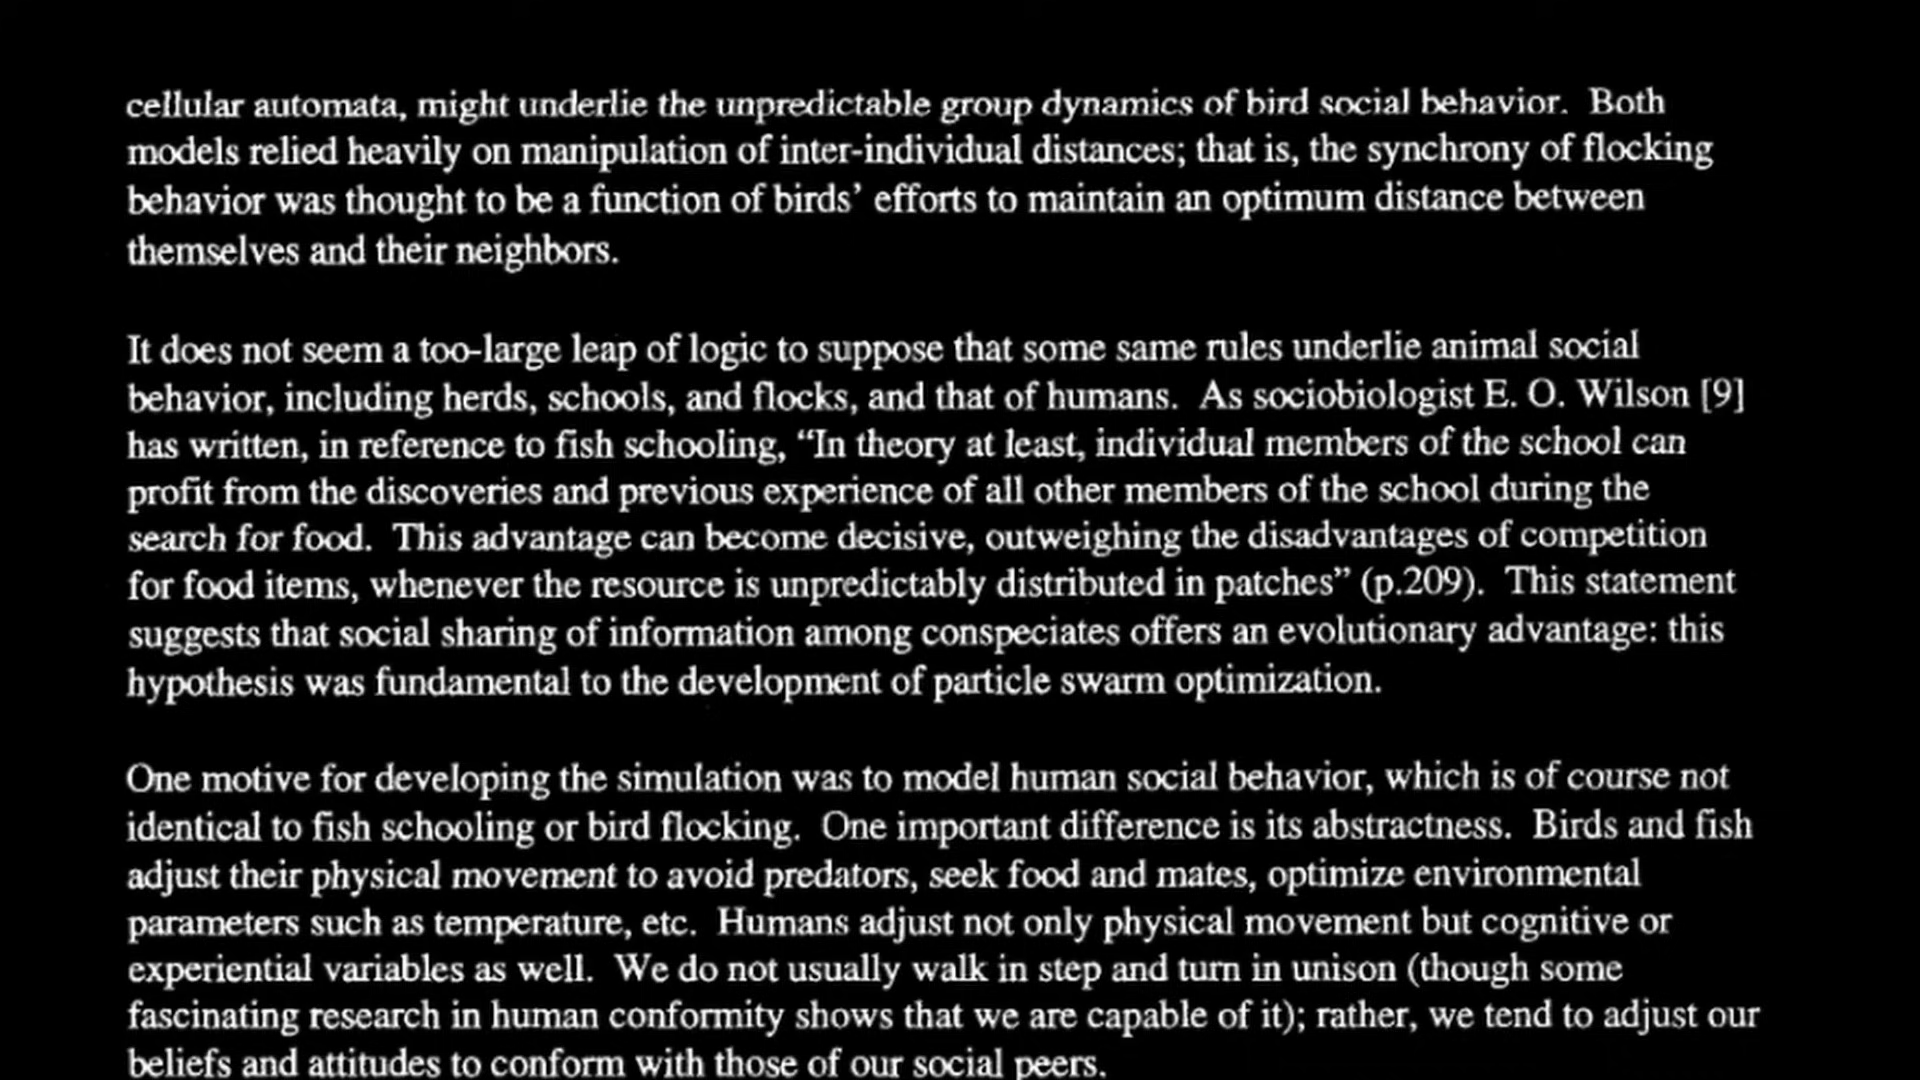 cellular automata, might underlie the unpredictable group dynamics of bird social behavior.  Both
models relied heavily on manipulation of inter-individual distances; that is, the synchrony of flocking
behavior was thought to be a function of birds’ efforts to maintain an optimum distance between
themselves and their neighbors.
It does not seem a too-large leap of logic to suppose that some same rules underlie animal social
behavior, including herds, schools, and flocks, and that of humans.  As sociobiologist E. O. Wilson [9]
has written, in reference to fish schooling, “In theory at least, individual members of the school can
profit from the discoveries and previous experience of all other members of the school during the
search for food.  This advantage can become decisive, outweighing the disadvantages of competition
for food items, whenever the resource is unpredictably distributed in patches” (p.209).  This statement
suggests that social sharing of information among conspeciates offers an evolutionary advantage: this
hypothesis was fundamental to the development of particle swarm optimization.
One motive for developing the simulation was to model human social behavior, which is of course not
identical to fish schooling or bird flocking.  One important difference is its abstractness.  Birds and fish
adjust their physical movement to avoid predators, seek food and mates, optimize environmental
parameters such as temperature, etc.  Humans adjust not only physical movement but cognitive or
experiential variables as well.  We do not usually walk in step and turn in unison (though some
fascinating research in human conformity shows that we are capable of it); rather, we tend to adjust our
beliefs and attitudes to conform with those of our social peers.